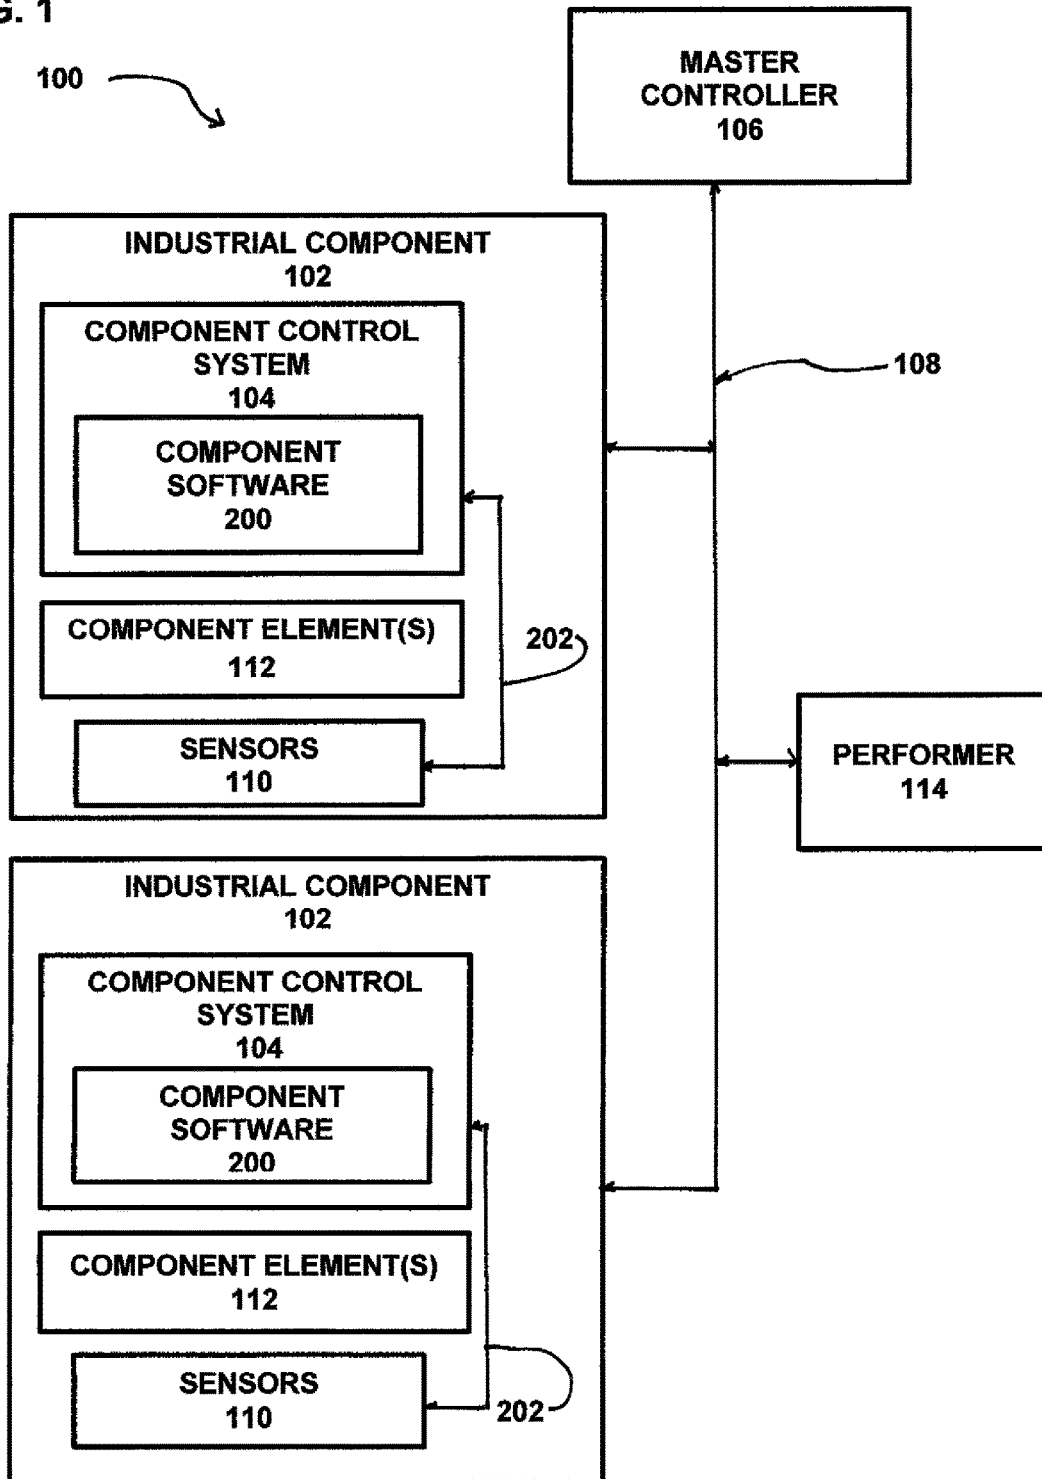 G. 1
100
MASTER
CONTROLLER
106
INDUSTRIAL COMPONENT
102
COMPONENT CONTROL
SYSTEM
104
COMPONENT
SOFTWARE
200
108
COMPONENT ELEMENT(S)
112
202
SENSORS
110
PERFORMER
114
INDUSTRIAL COMPONENT
102
COMPONENT CONTROL
SYSTEM
104
COMPONENT
SOFTWARE
200
COMPONENT ELEMENT(S)
112
SENSORS
110
202